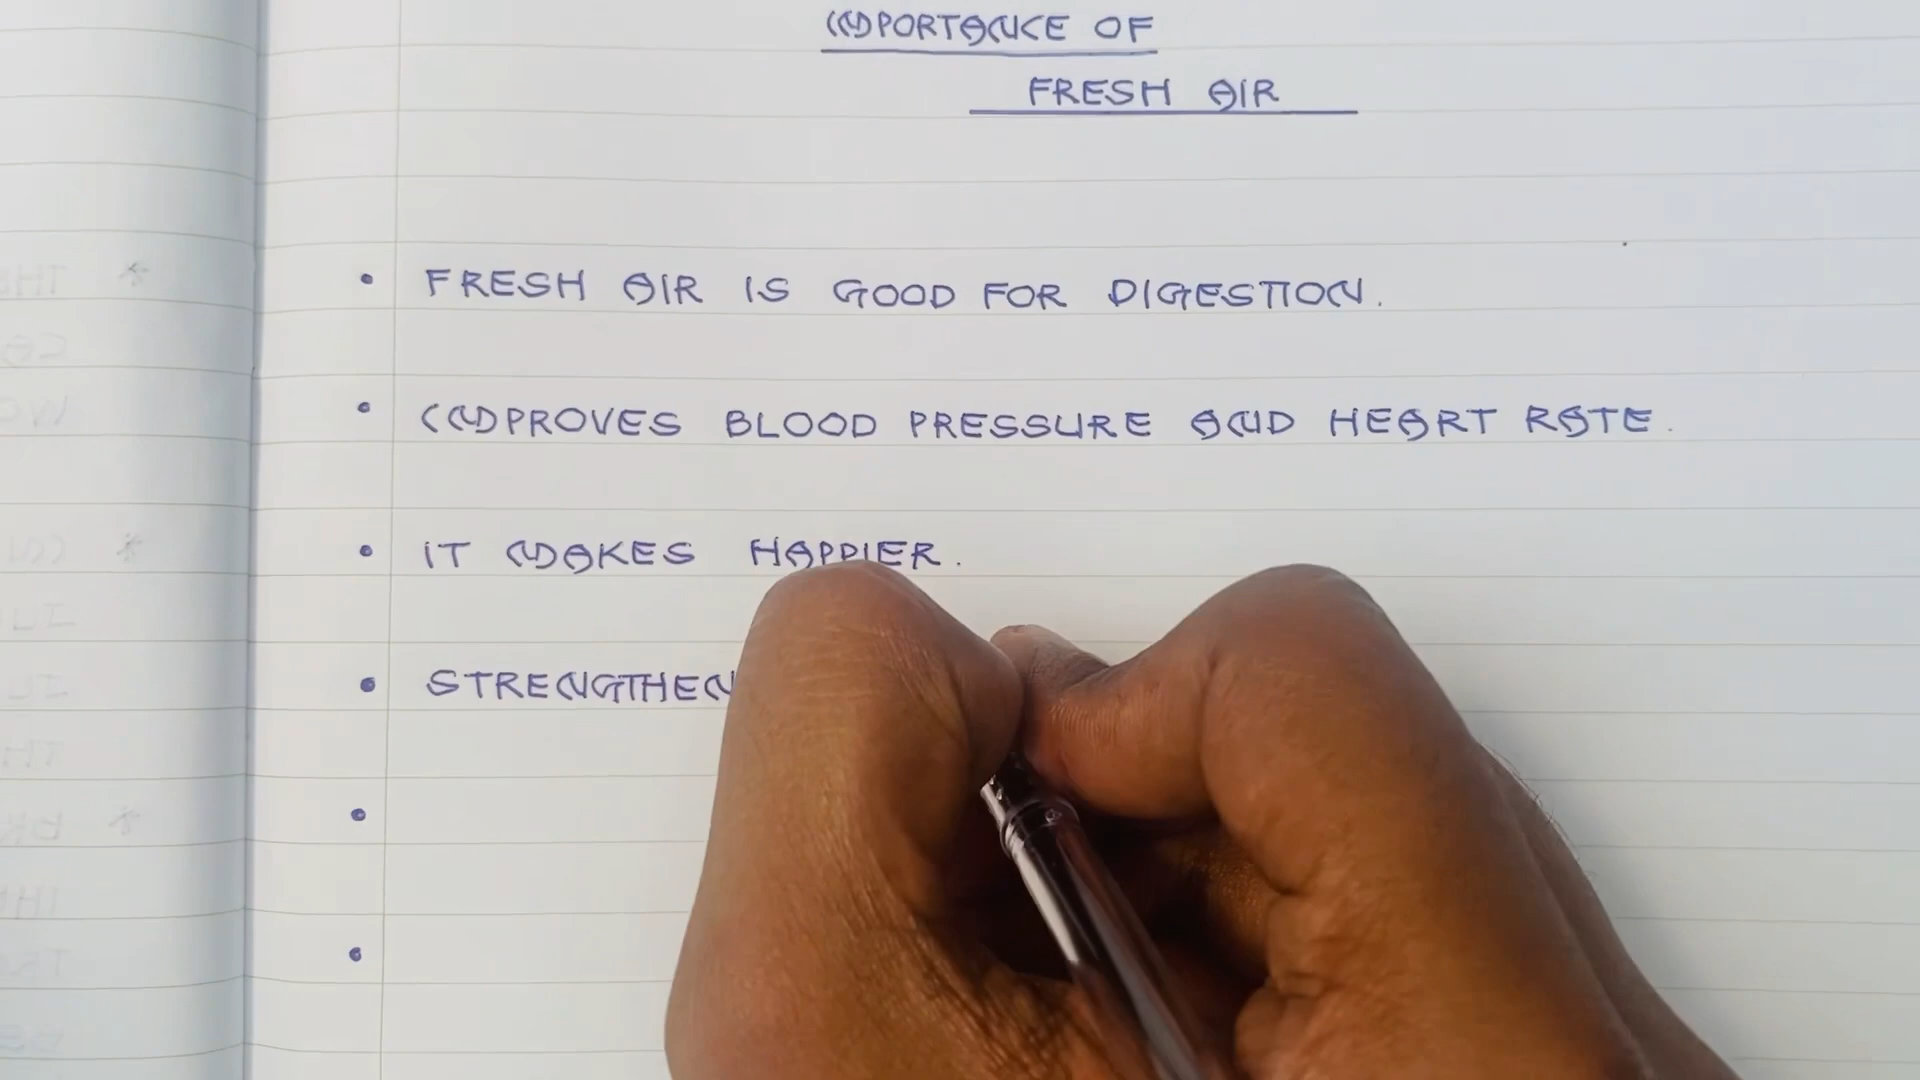 IMPORTANCE OF
FRESH AIR
• FRESH AIR IS GOOD FOR DIGESTION.
• IMPROVES BLOOD PRESSURE AND HEART RATE.
• IT MAKES HAPPIER.
• STRENGTHEN
•
•